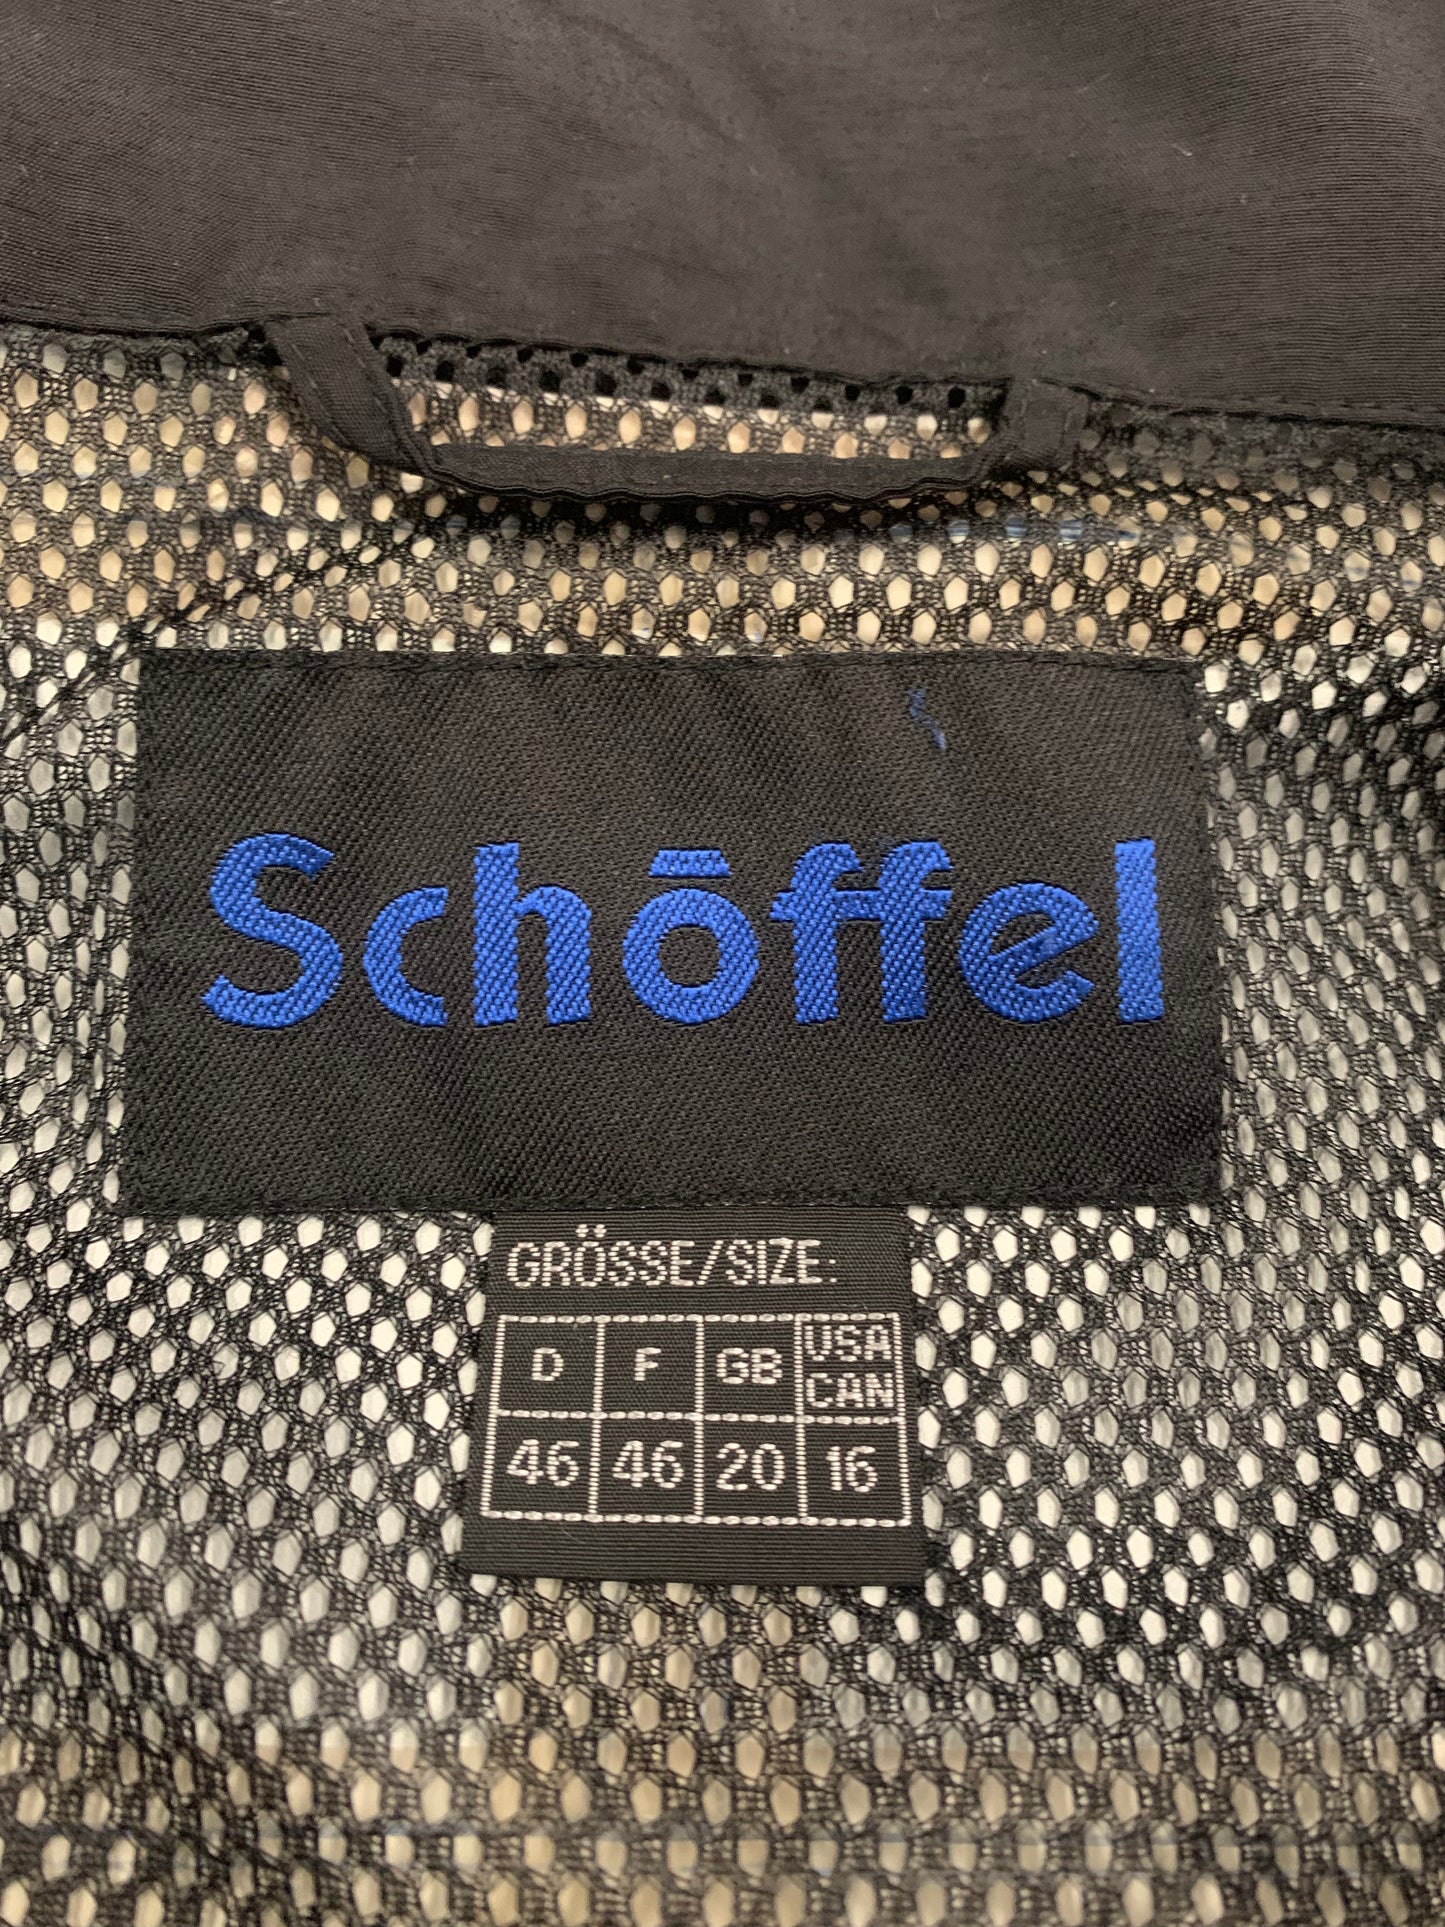 Schöffel
GRÖSSE/SIZE:
D F GB USA CAN
46 46 20 16